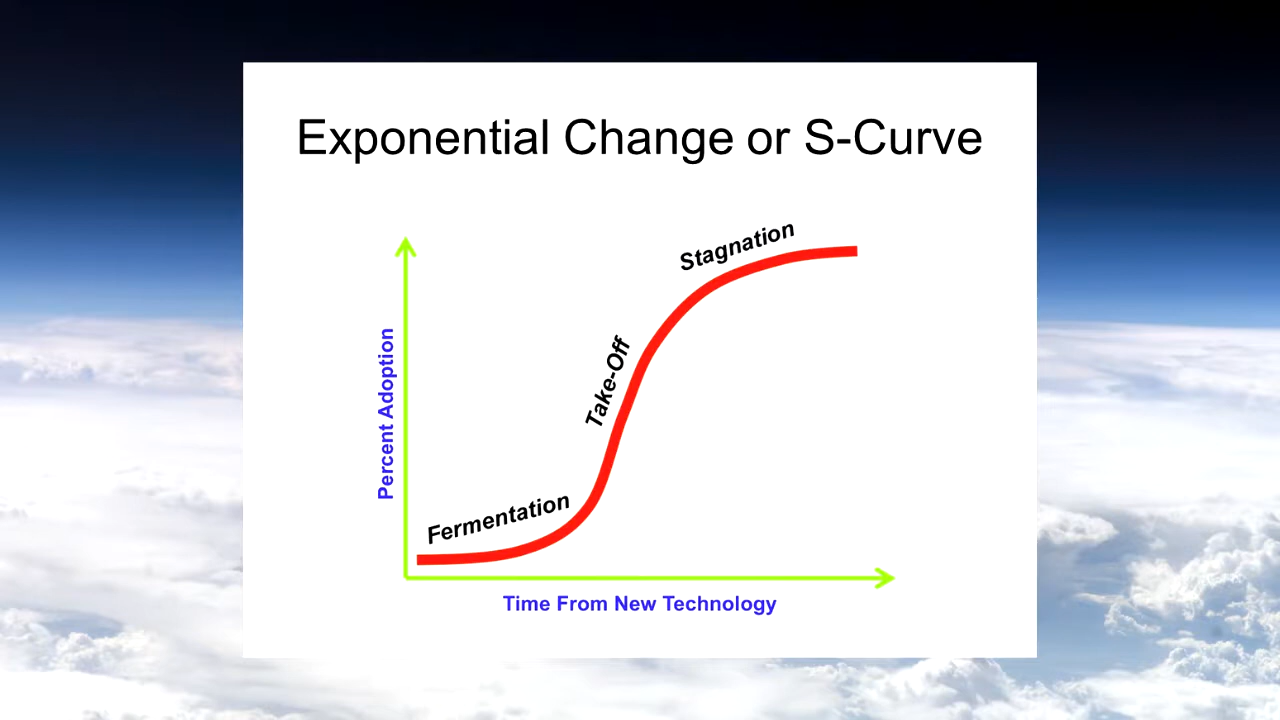 Exponential Change or S-Curve
Stagnation
Take-Off
Percent Adoption
Fermentation
Time From New Technology